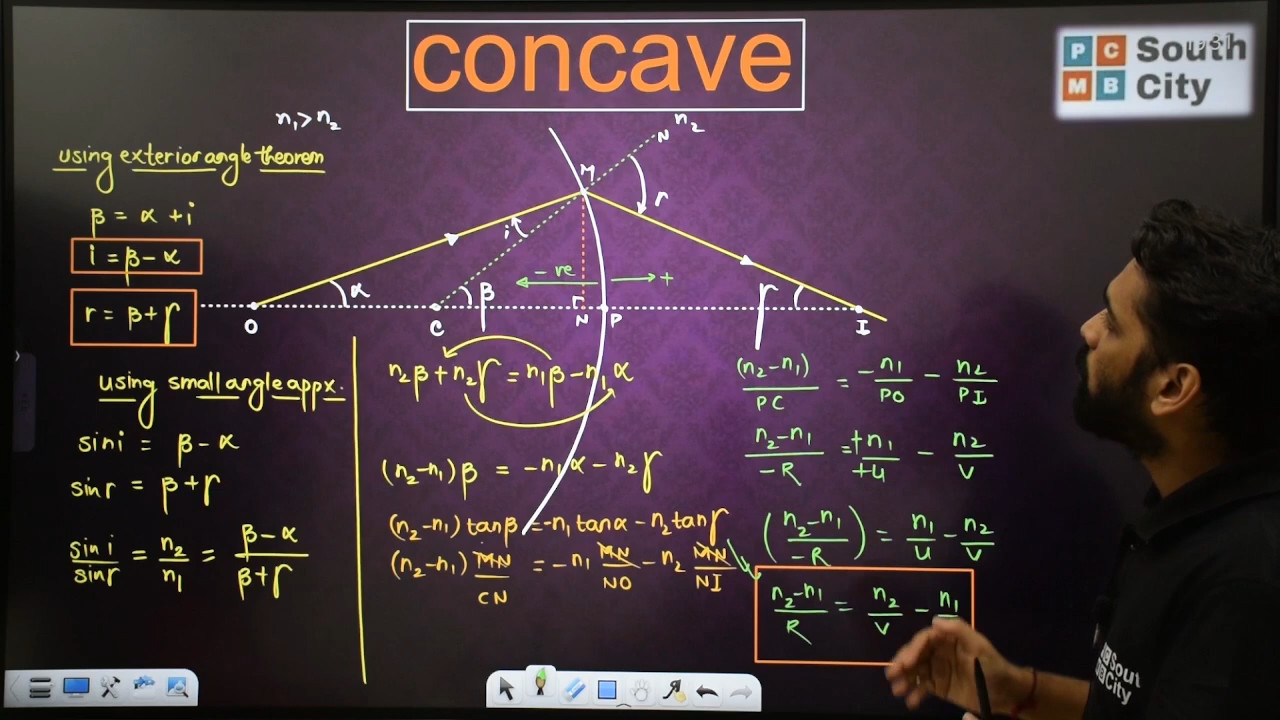 concave
PC South
MB City
n₁>n₂
using exterior angle theorem
β = α + i
i = β - α
r = β + γ
using small angle appx.
sin i = β - α
sin r = β + γ
sin i / sin r = n₂ / n₁ = β - α / β + γ
n₂
N
M
r
i
- ve
+
α
β
γ
O
C
N
P
I
n₂β + n₂γ = n₁β - n₁α
(n₂-n₁)β = -n₁α - n₂γ
(n₂-n₁) tanβ = -n₁ tanα - n₂ tanγ
(n₂-n₁) MN/CN = -n₁ MN/NO - n₂ MN/NI
(n₂-n₁)/PC = -n₁/PO - n₂/PI
n₂-n₁/-R = +n₁/+u - n₂/v
(n₂-n₁/-R) = n₁/u - n₂/v
n₂-n₁/R = n₂/v - n₁
South
City